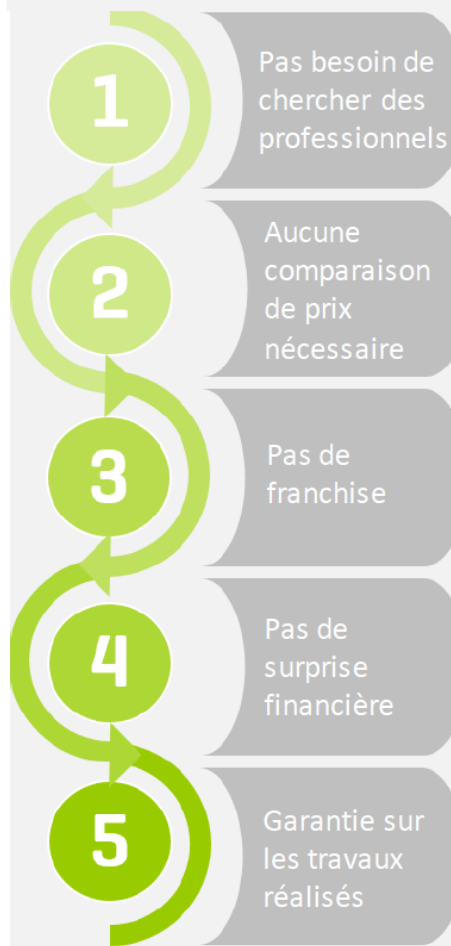 1
Pas besoin de
chercher des
professionnels
2
Aucune
comparaison
de prix
nécessaire
3
Pas de
franchise
4
Pas de
surprise
financière
5
Garantie sur
les travaux
réalisés